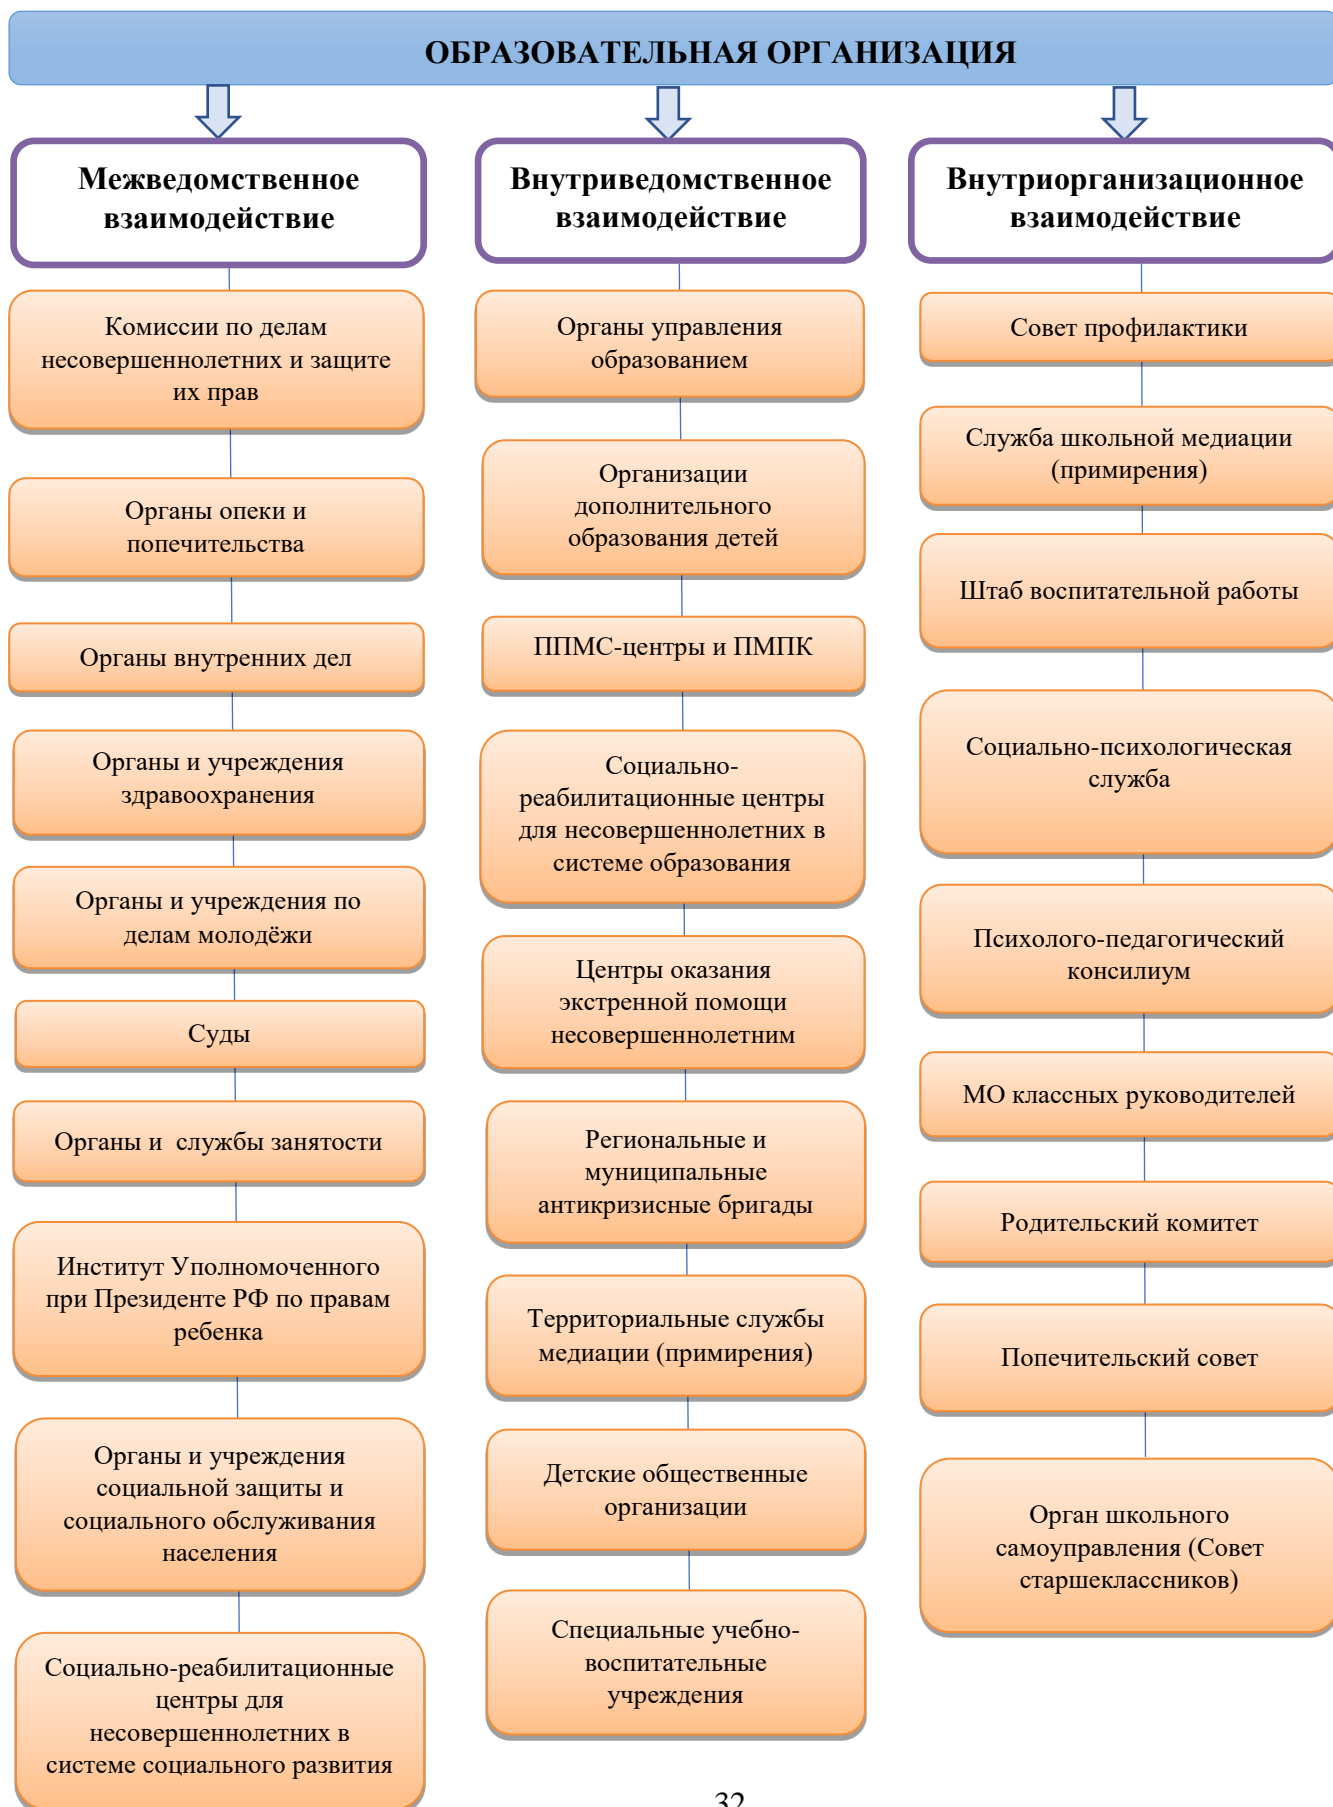 ОБРАЗОВАТЕЛЬНАЯ ОРГАНИЗАЦИЯ
Межведомственное
взаимодействие
Комиссии по делам
несовершеннолетних и защите
их прав
Органы опеки и
попечительства
Органы внутренних дел
Органы и учреждения
здравоохранения
Органы и учреждения по
делам молодёжи
Суды
Органы и службы занятости
Институт Уполномоченного
при Президенте РФ по правам
ребенка
Органы и учреждения
социальной защиты и
социального обслуживания
населения
Социально-реабилитационные
центры для
несовершеннолетних в
системе социального развития
Внутриведомственное
взаимодействие
Органы управления
образованием
Организации
дополнительного
образования детей
ППМС-центры и ПМПК
Социально-
реабилитационные центры
для несовершеннолетних в
системе образования
Центры оказания
экстренной помощи
несовершеннолетним
Региональные и
муниципальные
антикризисные бригады
Территориальные службы
медиации (примирения)
Детские общественные
организации
Специальные учебно-
воспитательные
учреждения
Внутриорганизационное
взаимодействие
Совет профилактики
Служба школьной медиации
(примирения)
Штаб воспитательной работы
Социально-психологическая
служба
Психолого-педагогический
консилиум
МО классных руководителей
Родительский комитет
Попечительский совет
Орган школьного
самоуправления (Совет
старшеклассников)
32